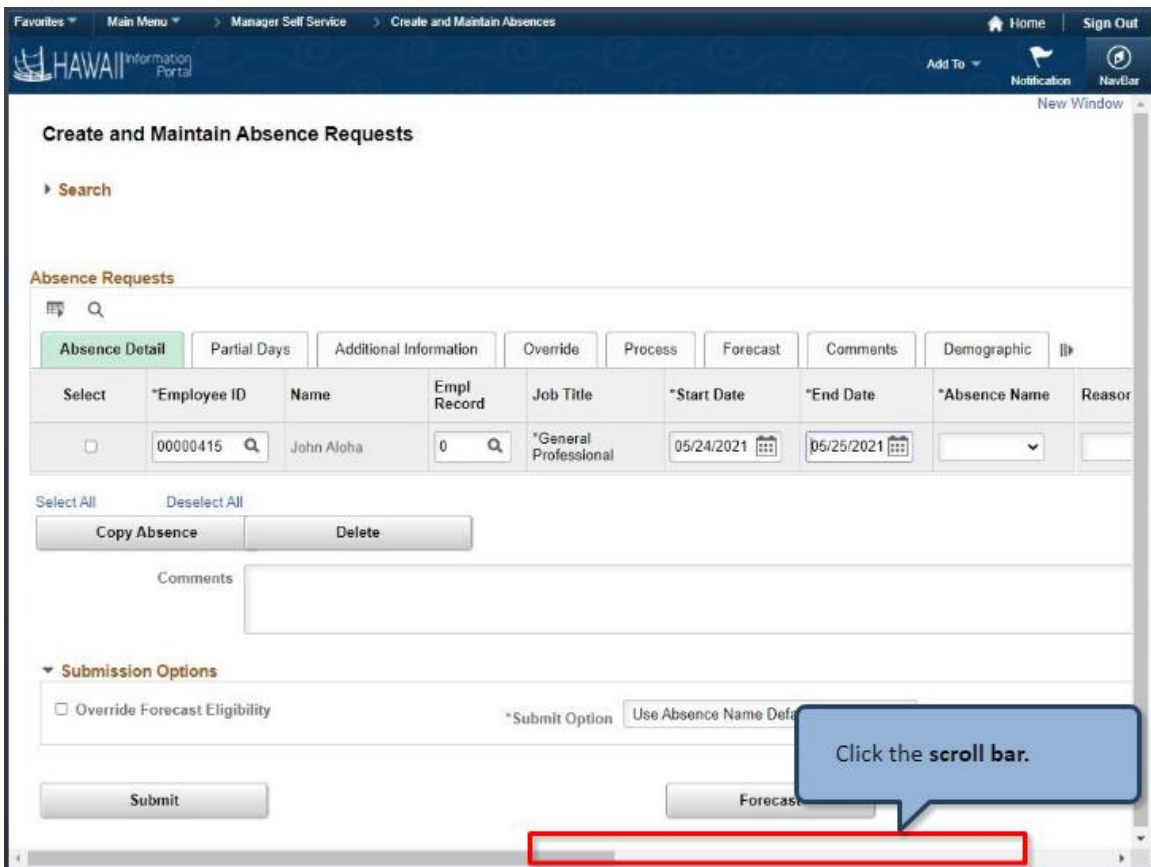 Favorites Main Menu > Manager Self Service > Create and Maintain Absences Home Sign Out
HAWAII Information Portal Add To Notification NavBar
New Window
Create and Maintain Absence Requests
Search
Absence Requests
Absence Detail Partial Days Additional Information Override Process Forecast Comments Demographic
Select *Employee ID Name Empl Record Job Title *Start Date *End Date *Absence Name Reason
00000415 John Aloha 0 *General Professional 05/24/2021 05/25/2021
Select All Deselect All
Copy Absence Delete
Comments
Submission Options
Override Forecast Eligibility *Submit Option Use Absence Name Defa
Click the scroll bar.
Submit Forecast